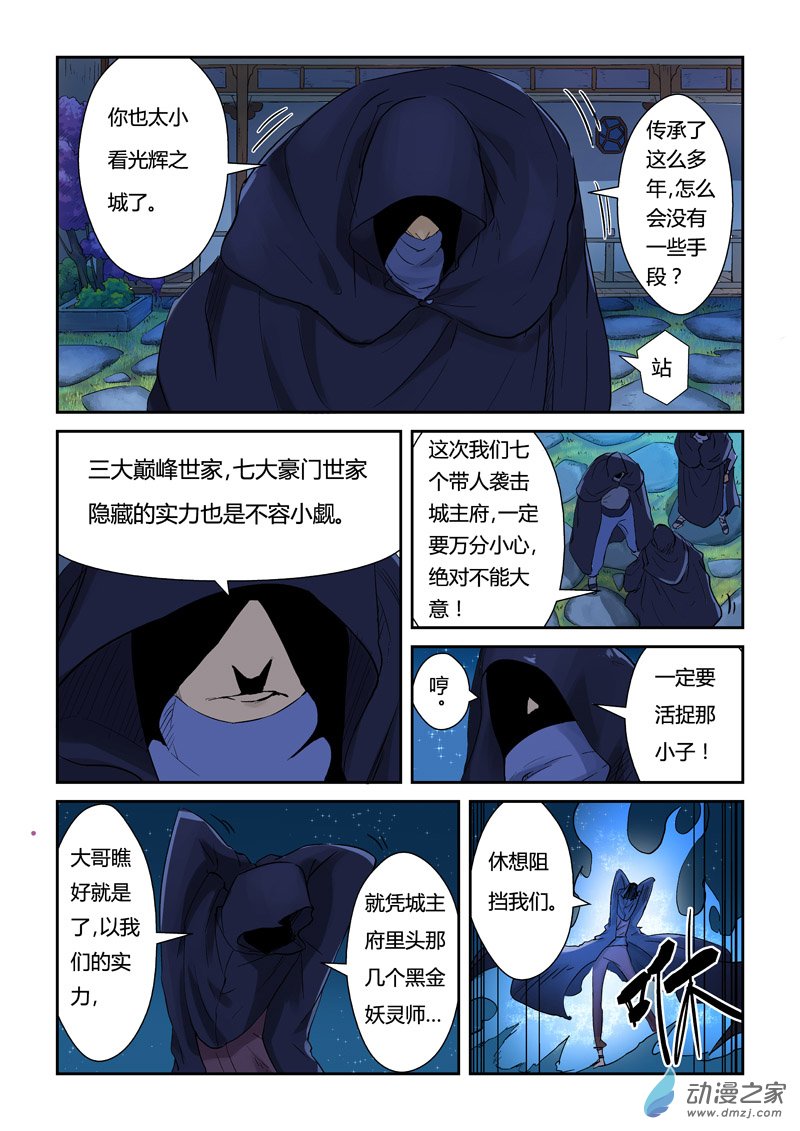 你也太小
看光辉之
城了。
传承了
这么多
年,怎么
会没有
一些手
段？
站
三大巅峰世家,七大豪门世家
隐藏的实力也是不容小觑。
这次我们七
个带人袭击
城主府,一定
要万分小心,
绝对不能大
意！
哼。
一定要
活捉那
小子！
大哥瞧
好就是
了,以我
们的实
力,
就凭城主
府里头那
几个黑金
妖灵师...
休想阻
挡我们。
咻
动漫之家
www.dmzj.com